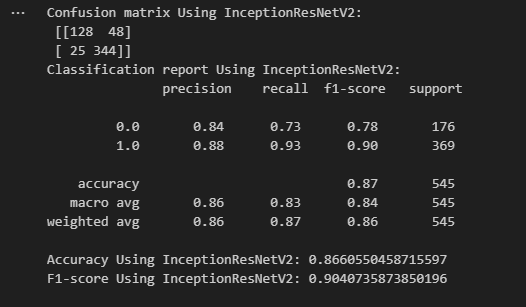 ... Confusion matrix Using InceptionResNetV2:
[[128 48]
[ 25 344]]
Classification report Using InceptionResNetV2:
precision recall f1-score support
0.0 0.84 0.73 0.78 176
1.0 0.88 0.93 0.90 369
accuracy 0.87 545
macro avg 0.86 0.83 0.84 545
weighted avg 0.86 0.87 0.86 545
Accuracy Using InceptionResNetV2: 0.8660550458715597
F1-score Using InceptionResNetV2: 0.9040735873850196